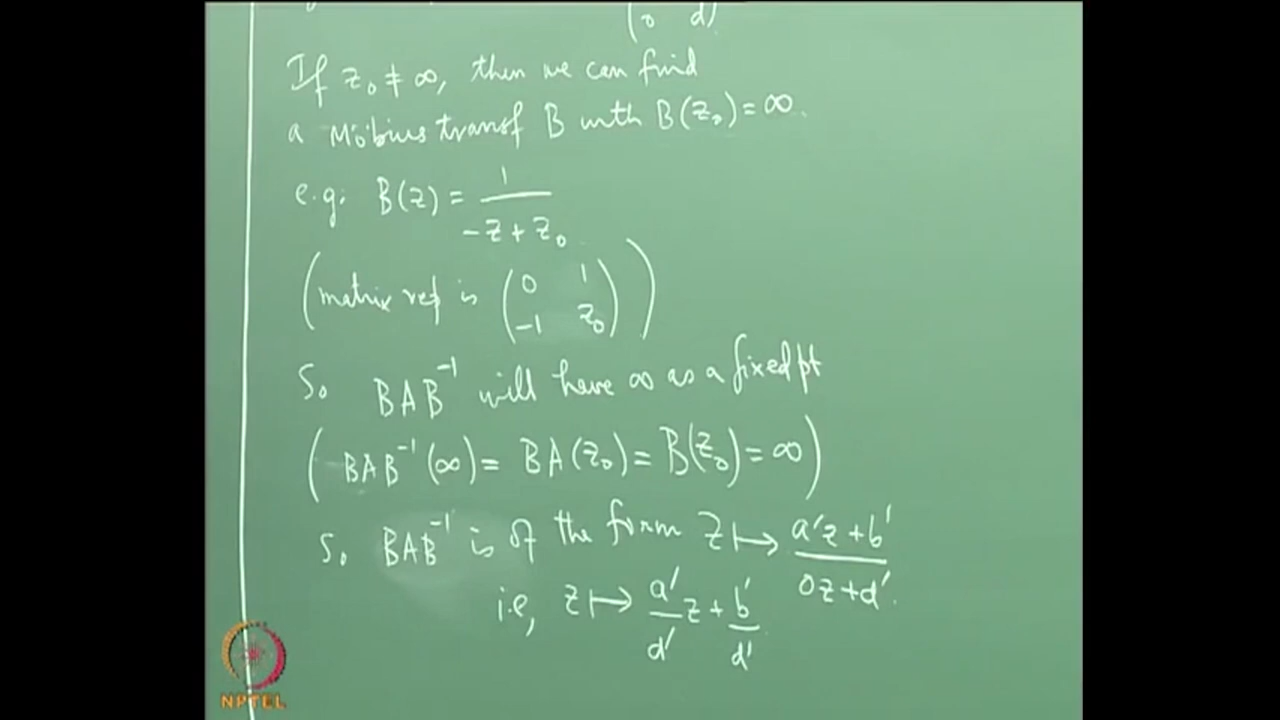 (0 d)
If z₀ ≠ ∞, then we can find
a Möbius transf B with B(z₀) = ∞.
e.g: B(z) = 1 / (-z + z₀)
(matrix rep is (0 1
-1 z₀))
So BAB⁻¹ will have ∞ as a fixed pt
(BAB⁻¹(∞) = BA(z₀) = B(z₀) = ∞)
So BAB⁻¹ is of the form z ↦ (a'z + b') / (0z + d').
i.e, z ↦ a'/d' z + b'/d'
NPTEL